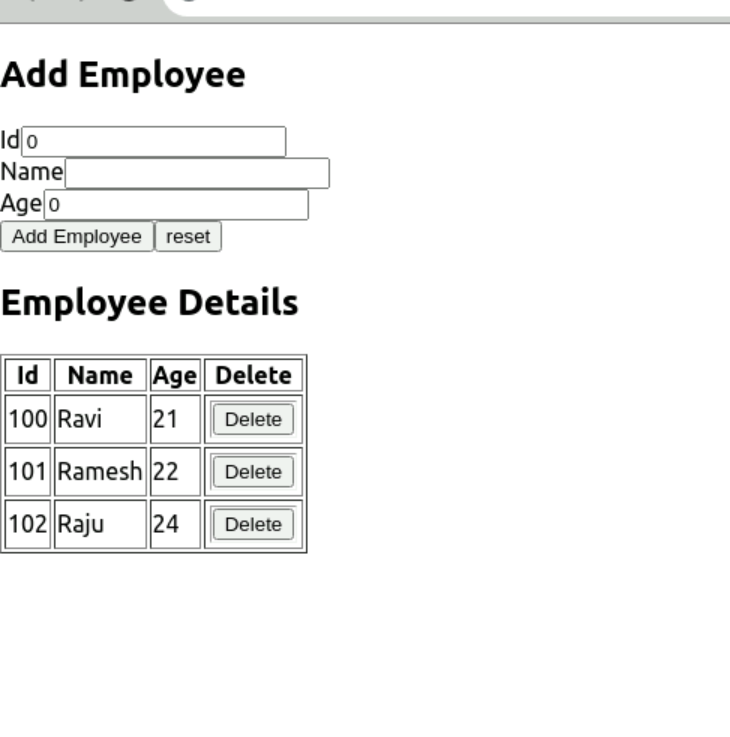 Add Employee
Id 0
Name
Age 0
Add Employee reset
Employee Details
Id Name Age Delete
100 Ravi 21 Delete
101 Ramesh 22 Delete
102 Raju 24 Delete